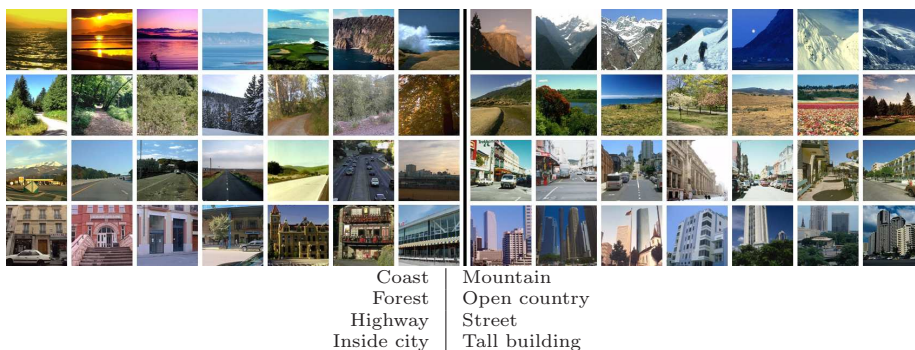 Coast Mountain
Forest Open country
Highway Street
Inside city Tall building